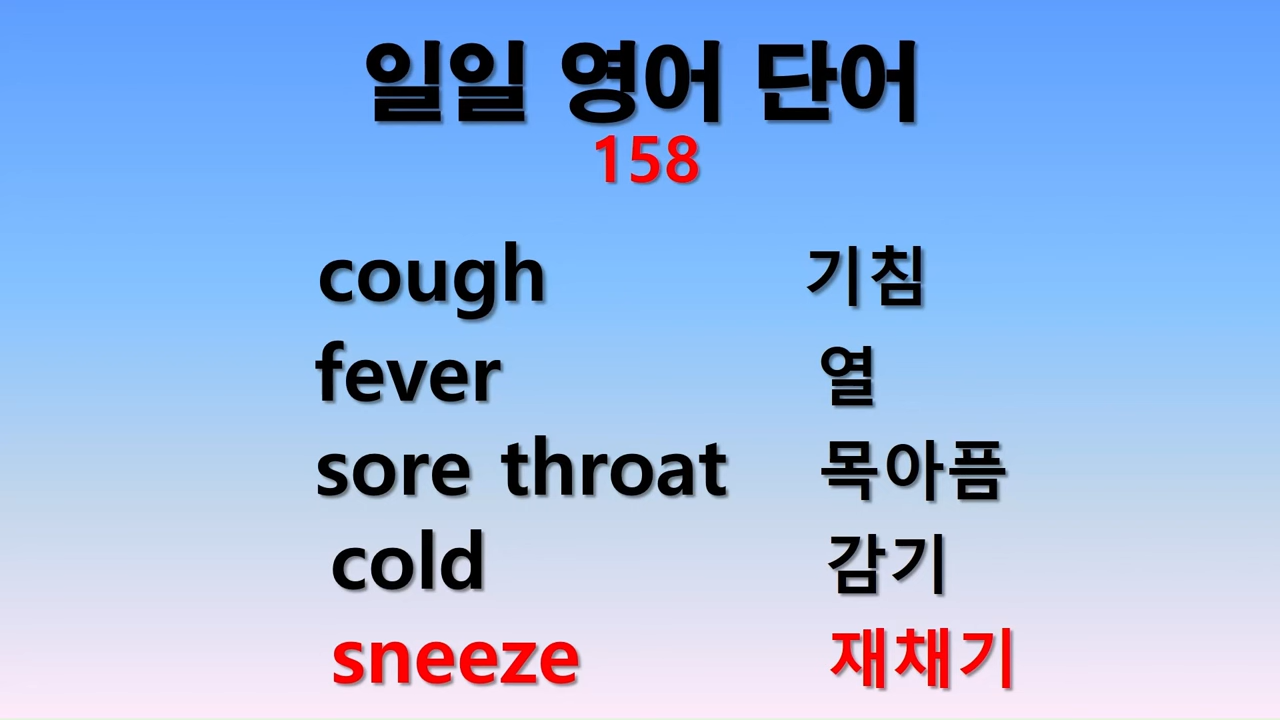 일일 영어 단어
158
cough 기침
fever 열
sore throat 목아픔
cold 감기
sneeze 재채기